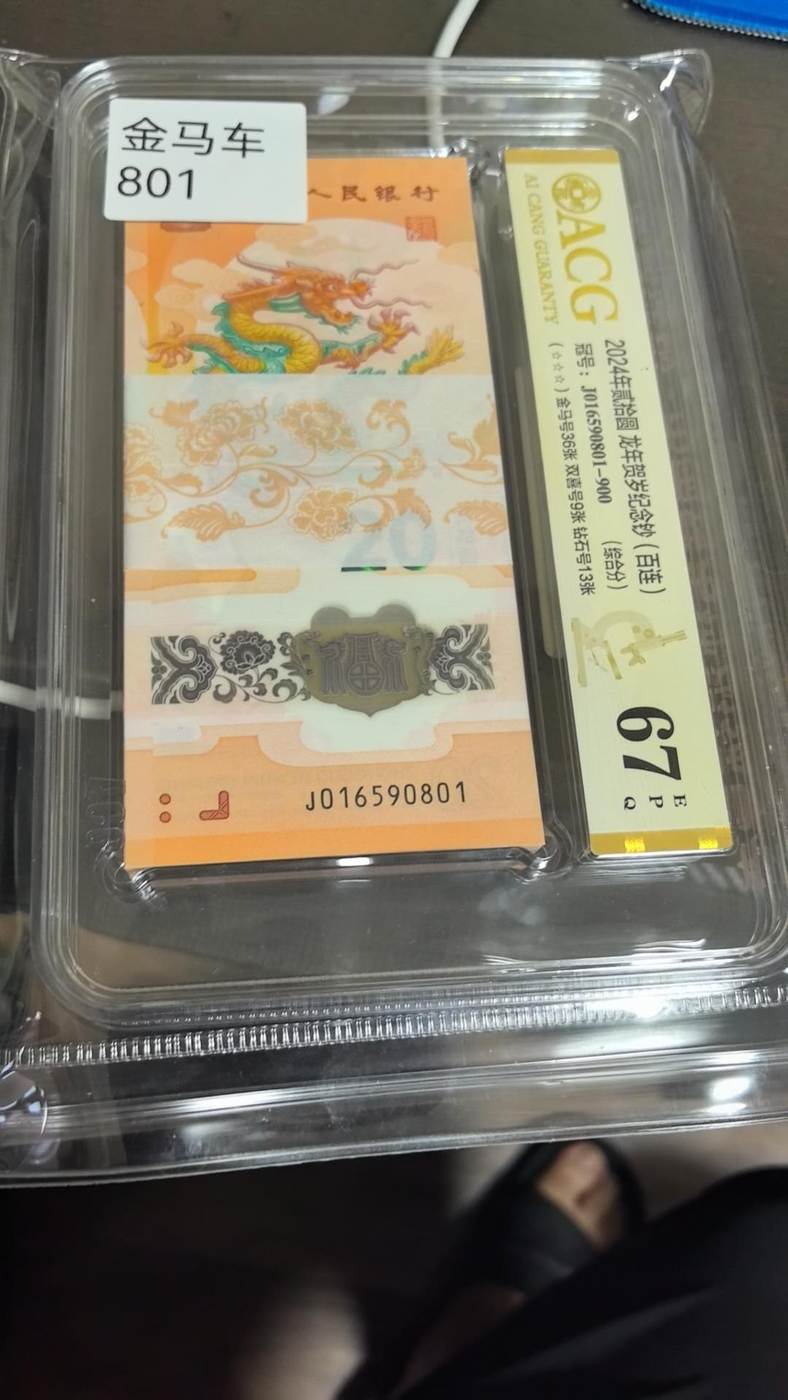 金马车
801
人民银行
福
20
J016590801
ACG
AI CANG GUARANTY
2024年贰拾圆 龙年贺岁纪念钞（百连）
冠号：J016590801-900 （综合分）
(☆☆☆) 金马号36张 双喜号9张 钻石号13张
67
E
P
Q